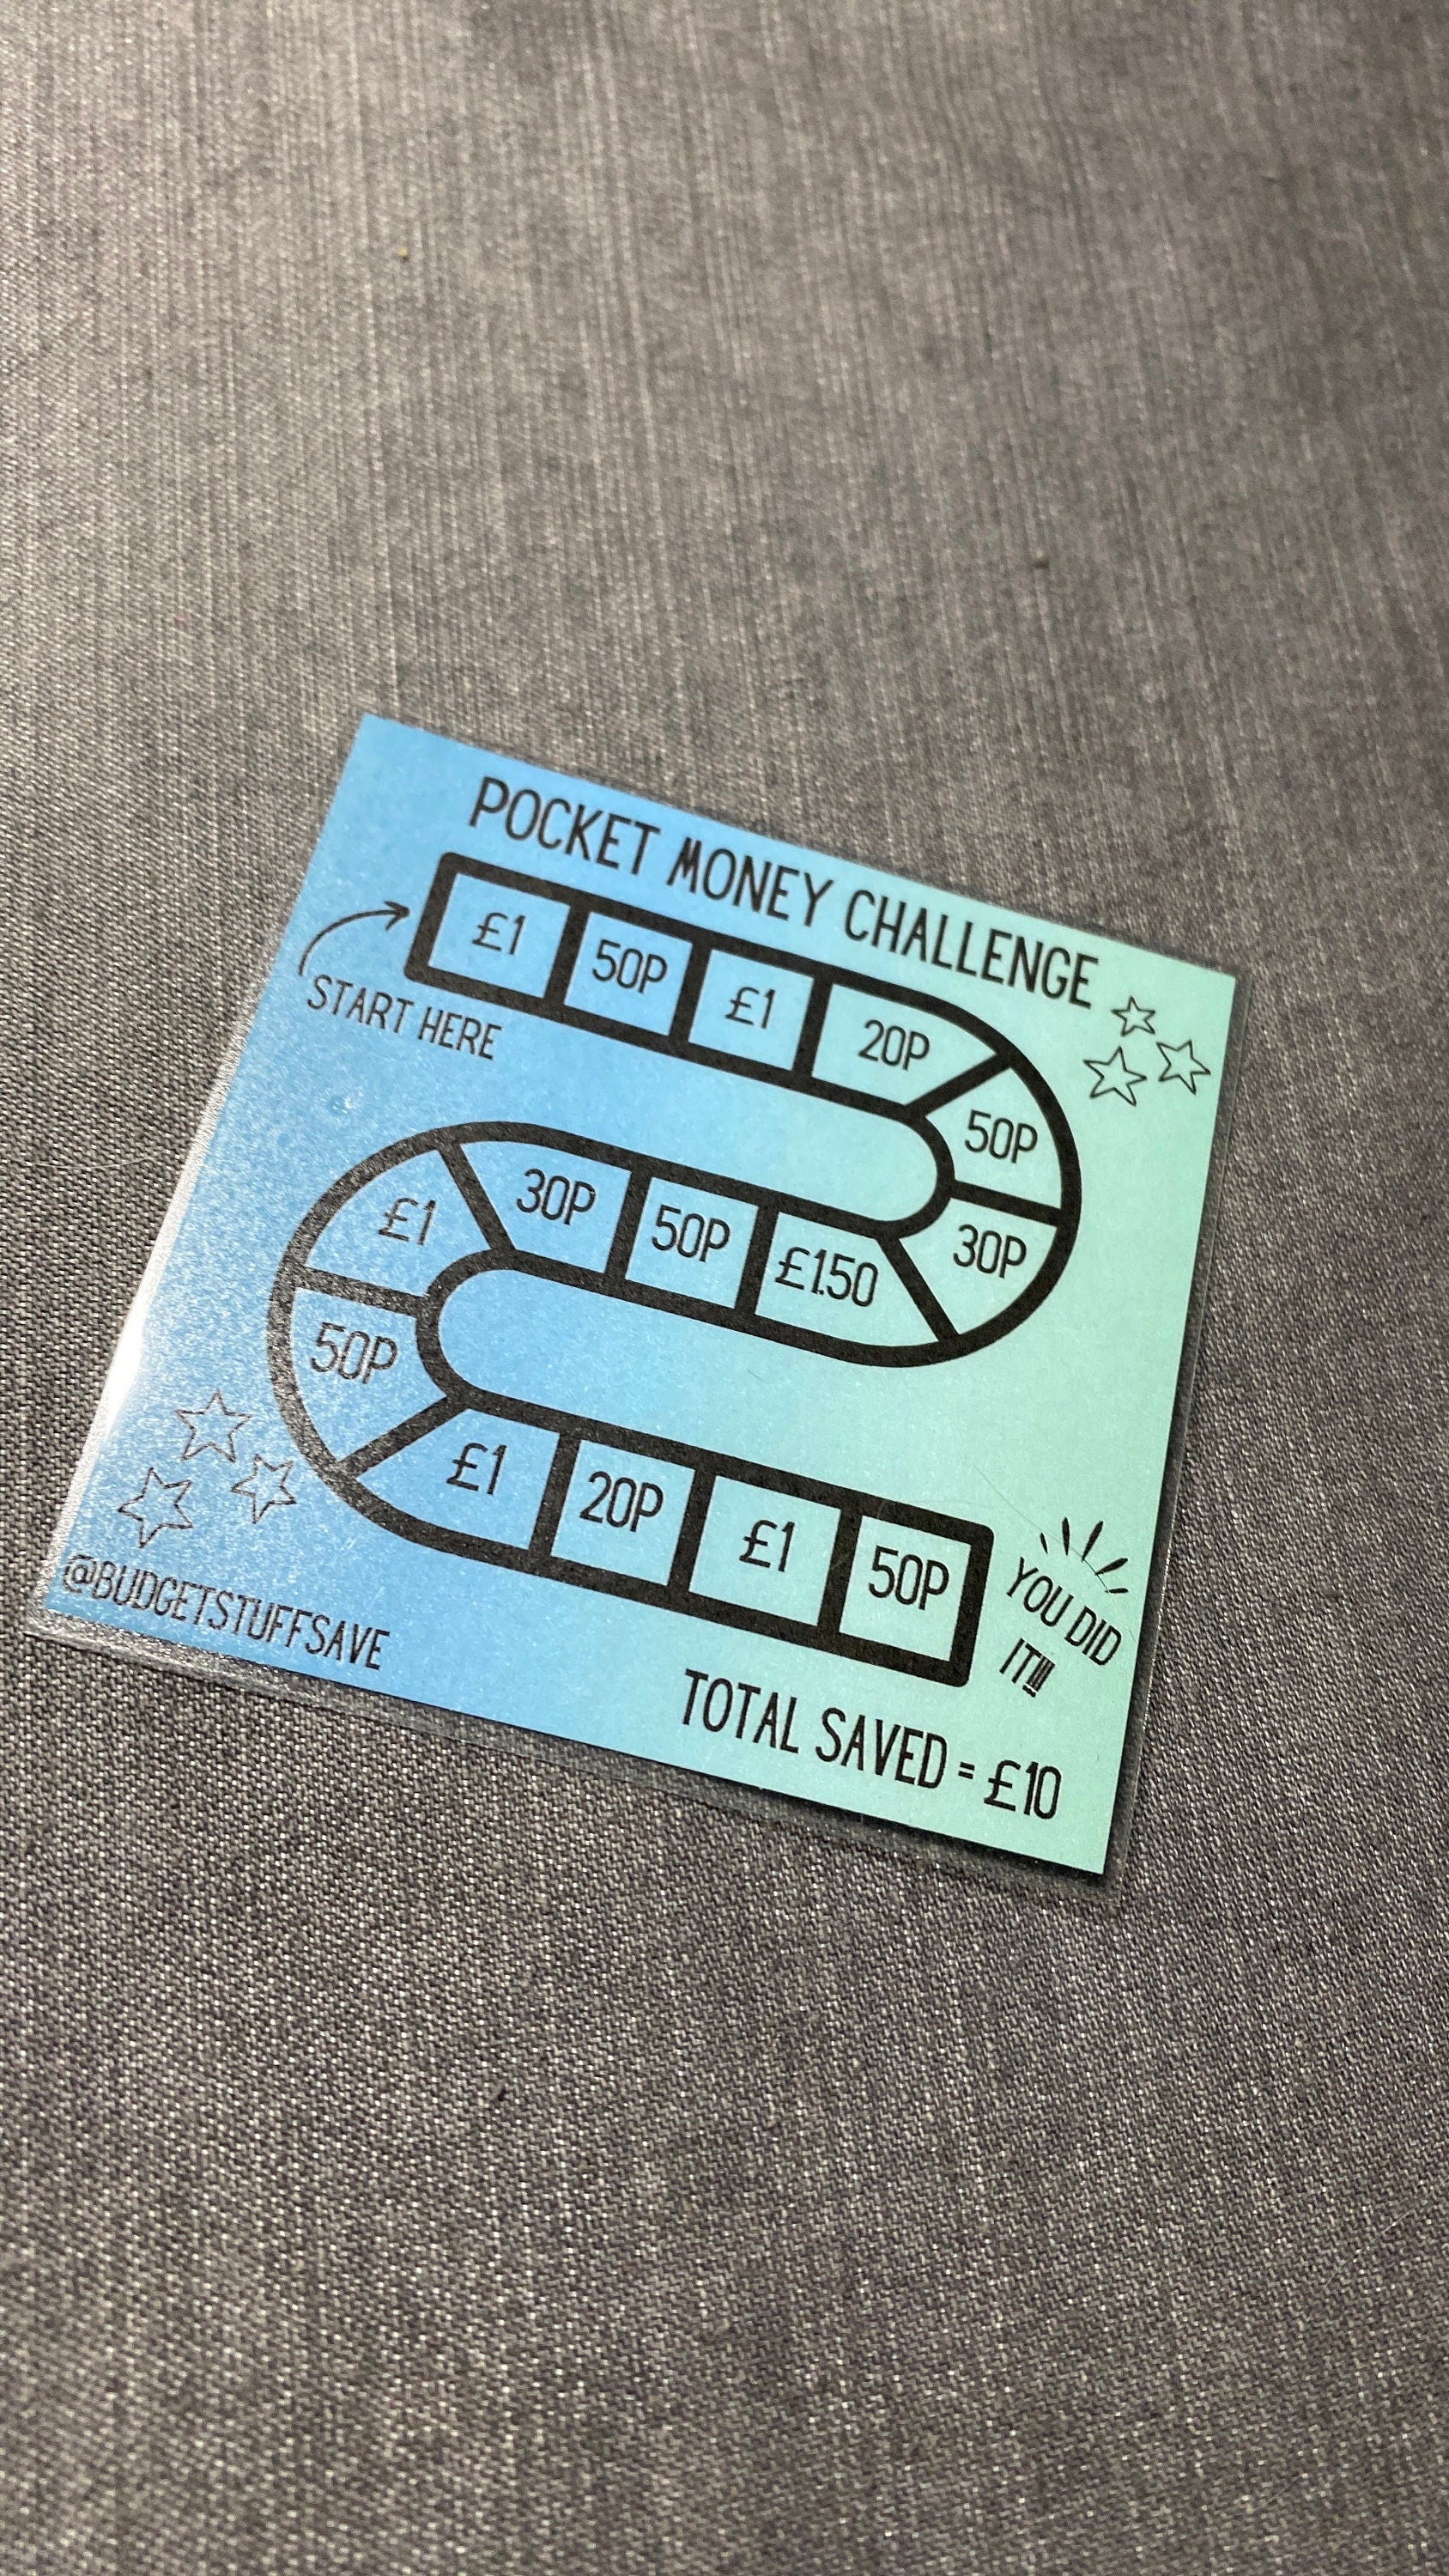 POCKET MONEY CHALLENGE
£1 50P £1 20P
START HERE
50P
30P
£1.50
50P
30P
£1
50P
£1 20P £1 50P
YOU DID
IT!!!
@BUDGETSTUFFSAVE
TOTAL SAVED = £10